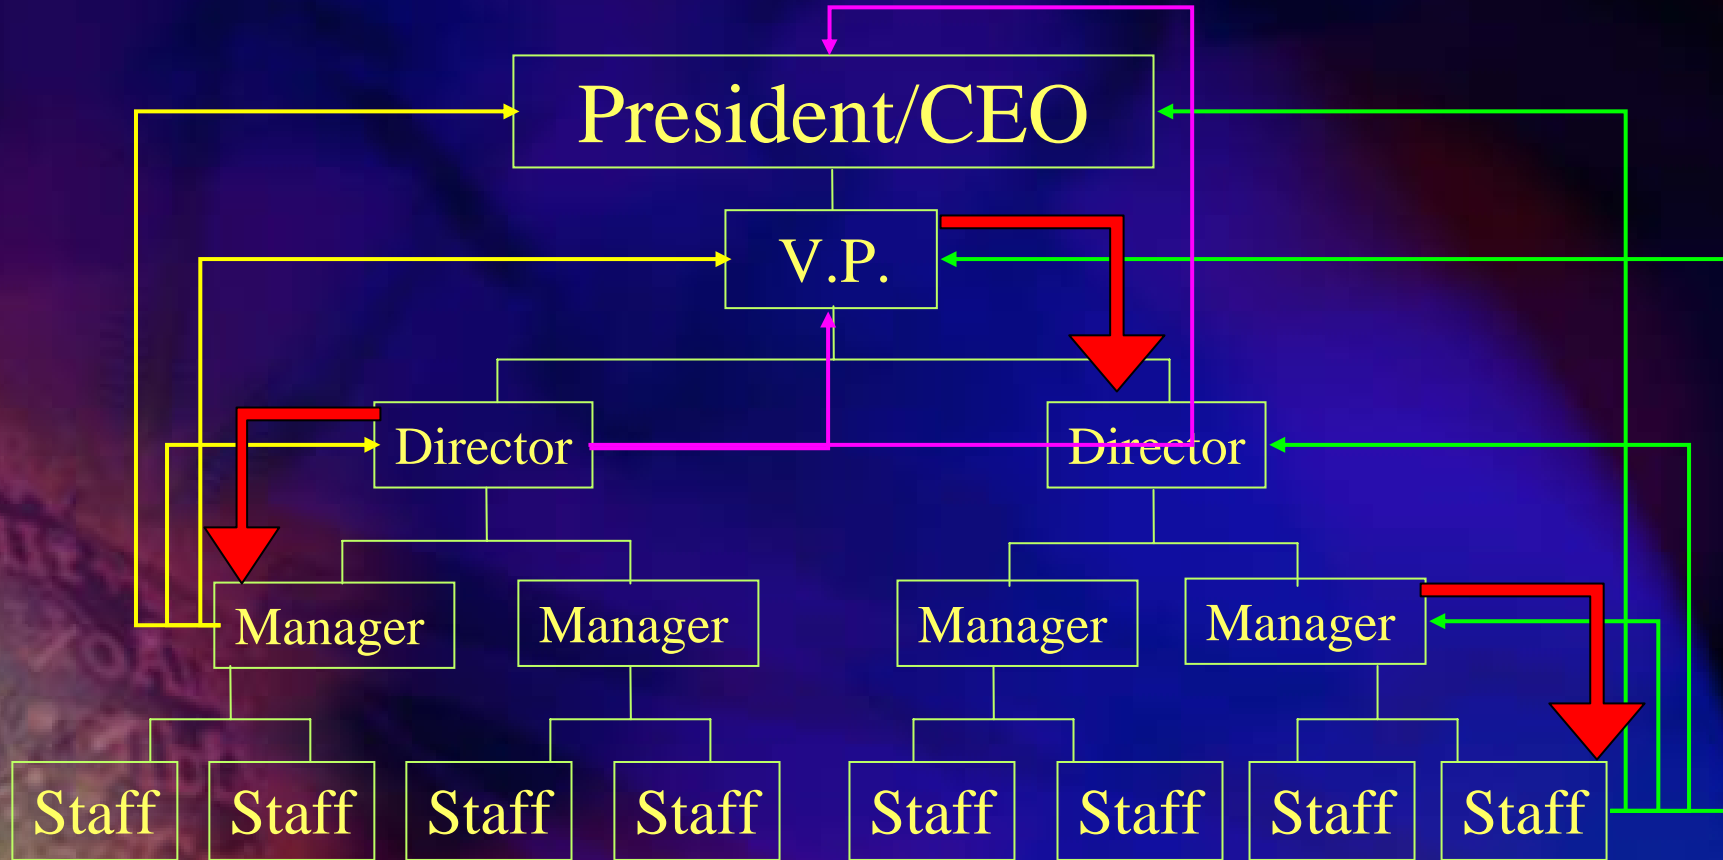 President/CEO
V.P.
Director
Director
Manager
Manager
Manager
Manager
Staff
Staff
Staff
Staff
Staff
Staff
Staff
Staff